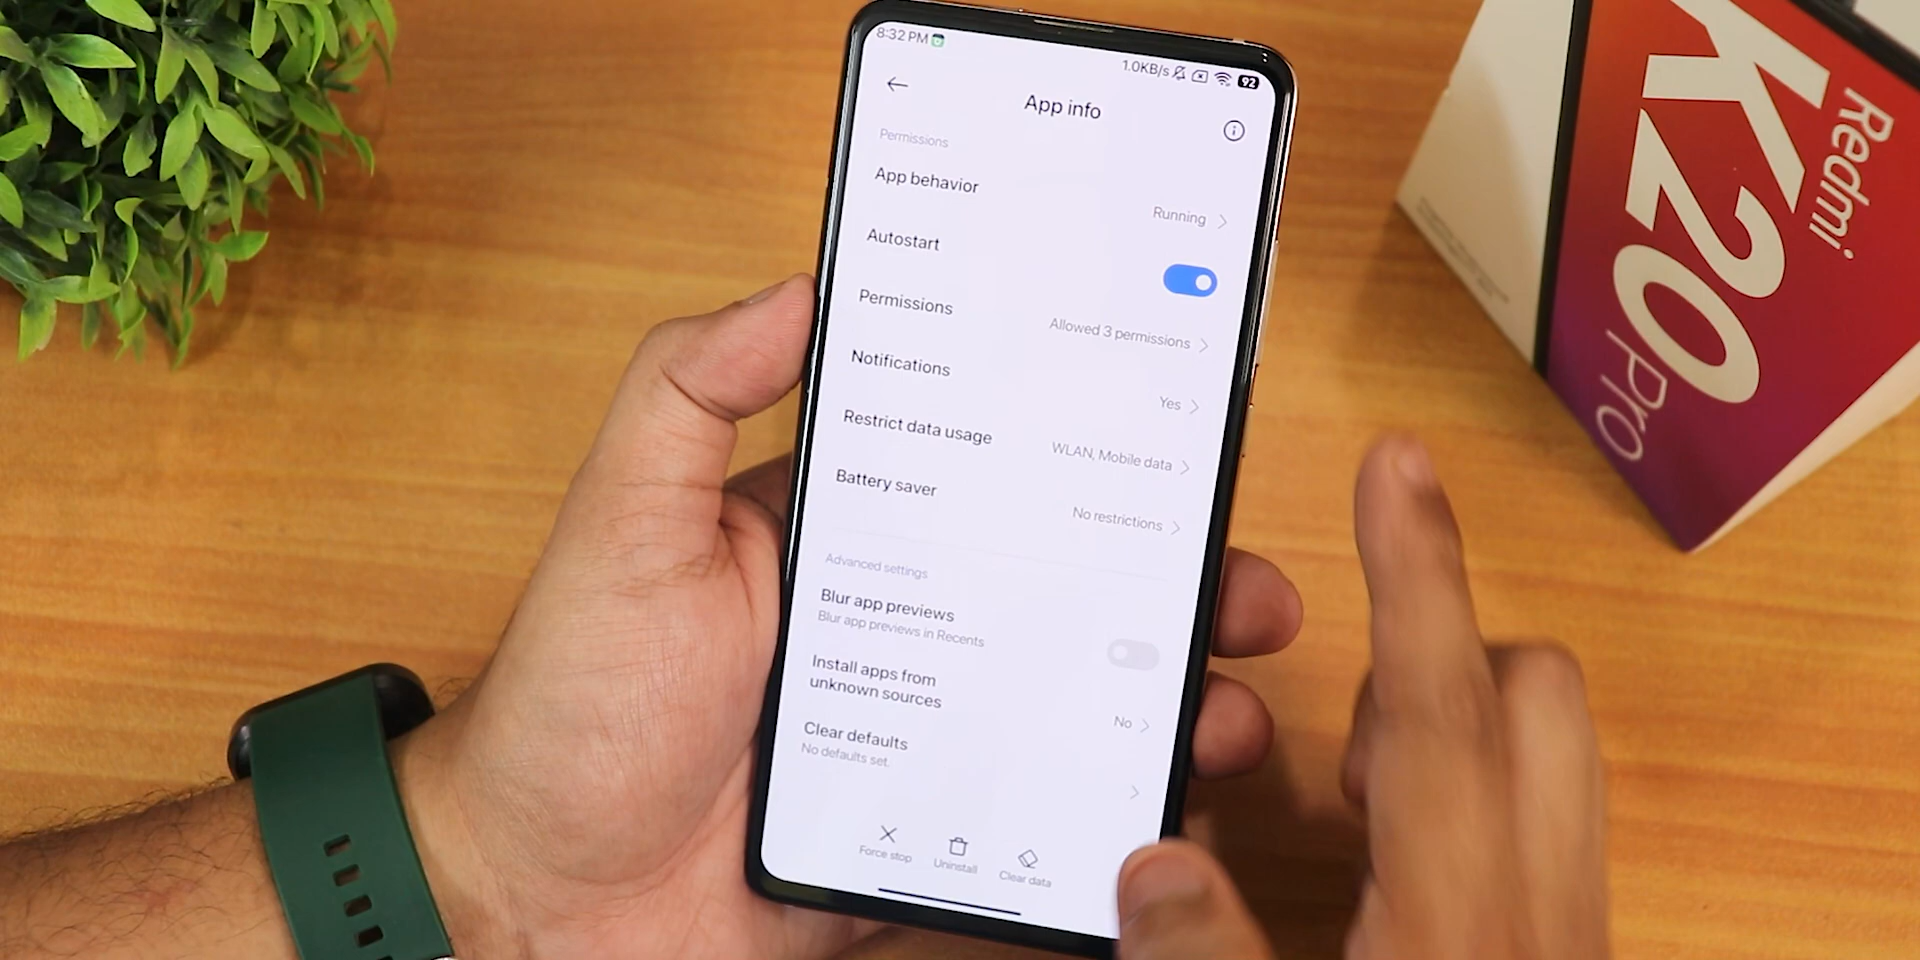 8:32 PM
1.0KB/s 92
App info
Permissions
App behavior
Running
Autostart
Permissions
Allowed 3 permissions
Notifications
Yes
Restrict data usage
WLAN, Mobile data
Battery saver
No restrictions
Advanced settings
Blur app previews
Blur app previews in Recents
Install apps from
unknown sources
No
Clear defaults
No defaults set.
Force stop
Uninstall
Clear data
Redmi
K20
Pro